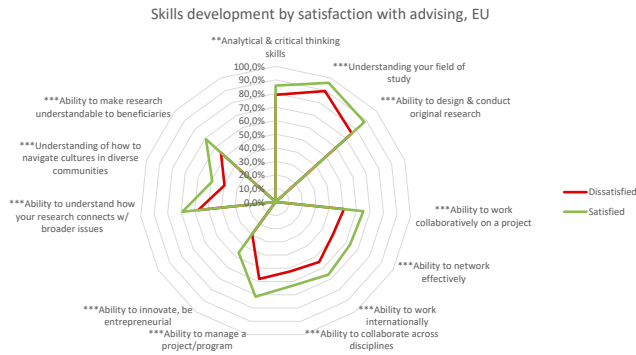 Skills development by satisfaction with advising, EU
**Analytical & critical thinking
skills
***Understanding your field of
study
***Ability to design & conduct
original research
***Ability to work
collaboratively on a project
***Ability to network
effectively
***Ability to work
internationally
***Ability to collaborate across
disciplines
***Ability to manage a
project/program
***Ability to innovate, be
entrepreneurial
***Ability to understand how
your research connects w/
broader issues
***Understanding of how to
navigate cultures in diverse
communities
***Ability to make research
understandable to beneficiaries
100,0%
90,0%
80,0%
70,0%
60,0%
50,0%
40,0%
30,0%
20,0%
10,0%
0,0%
Dissatisfied
Satisfied